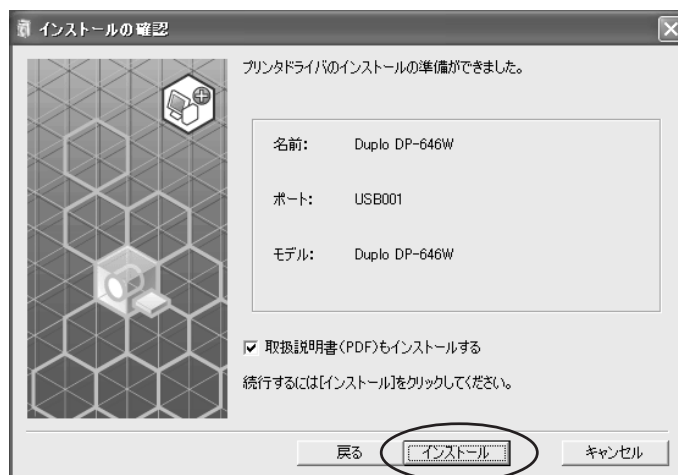 インストールの確認
プリンタドライバのインストールの準備ができました。
名前: Duplo DP-646W
ポート: USB001
モデル: Duplo DP-646W
取扱説明書(PDF)もインストールする
続行するには[インストール]をクリックしてください。
戻る インストール キャンセル